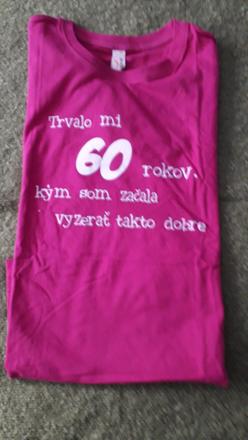 Trvalo mi
60 rokov,
kým som začala
vyzerať takto dobre